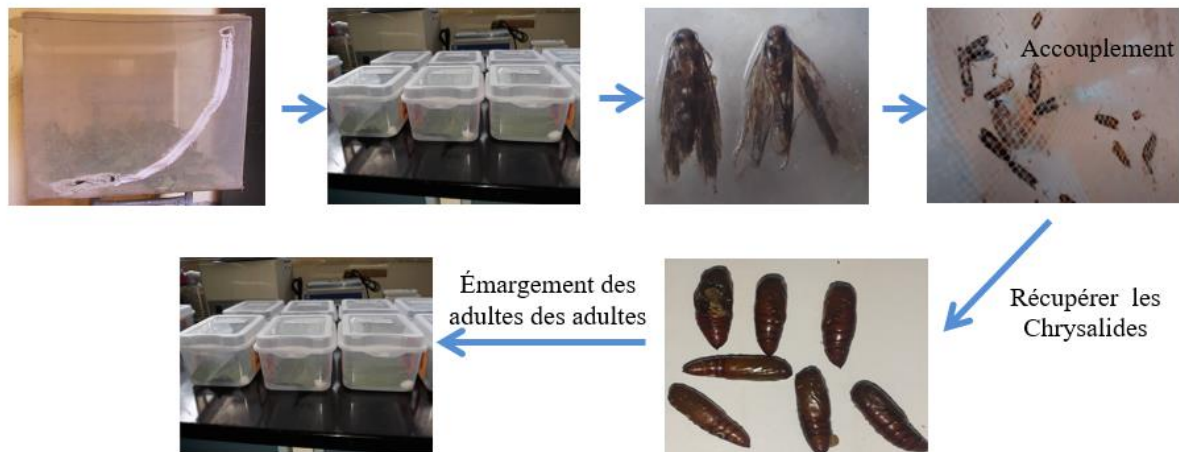 Accouplement
Récupérer les
Chrysalides
Émargement des
adultes des adultes